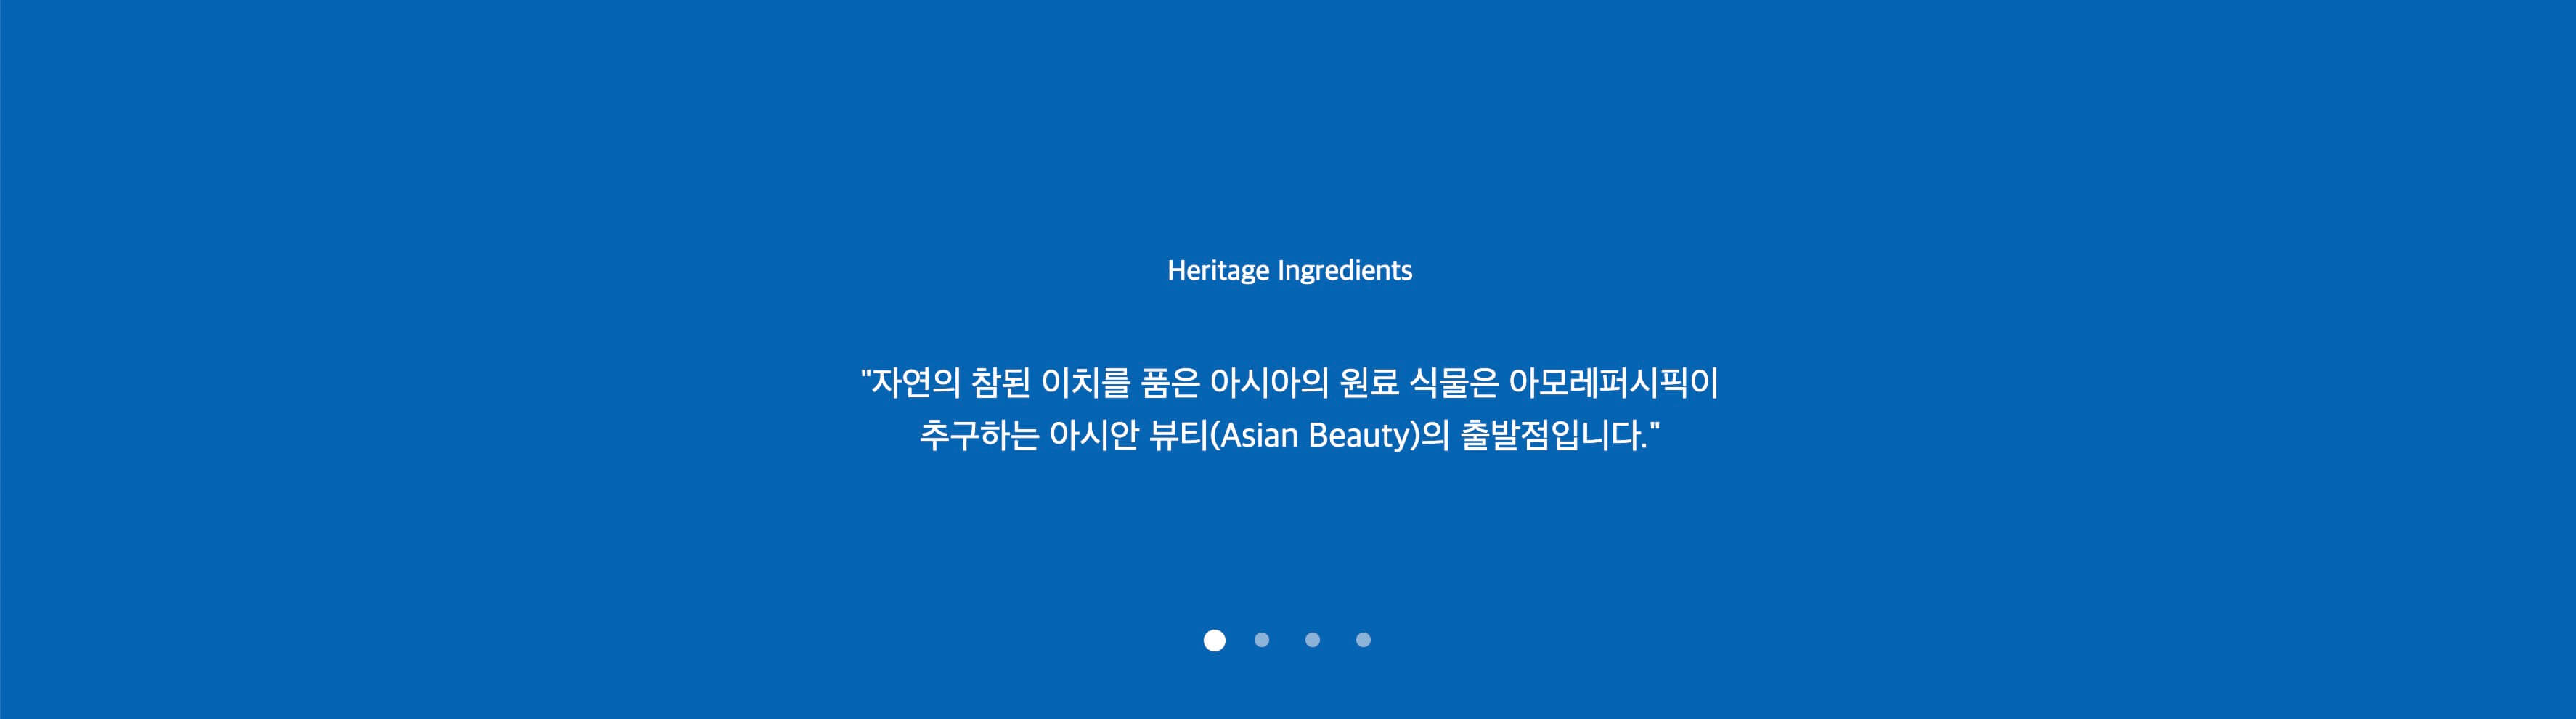 Heritage Ingredients
"자연의 참된 이치를 품은 아시아의 원료 식물은 아모레퍼시픽이
추구하는 아시안 뷰티(Asian Beauty)의 출발점입니다."